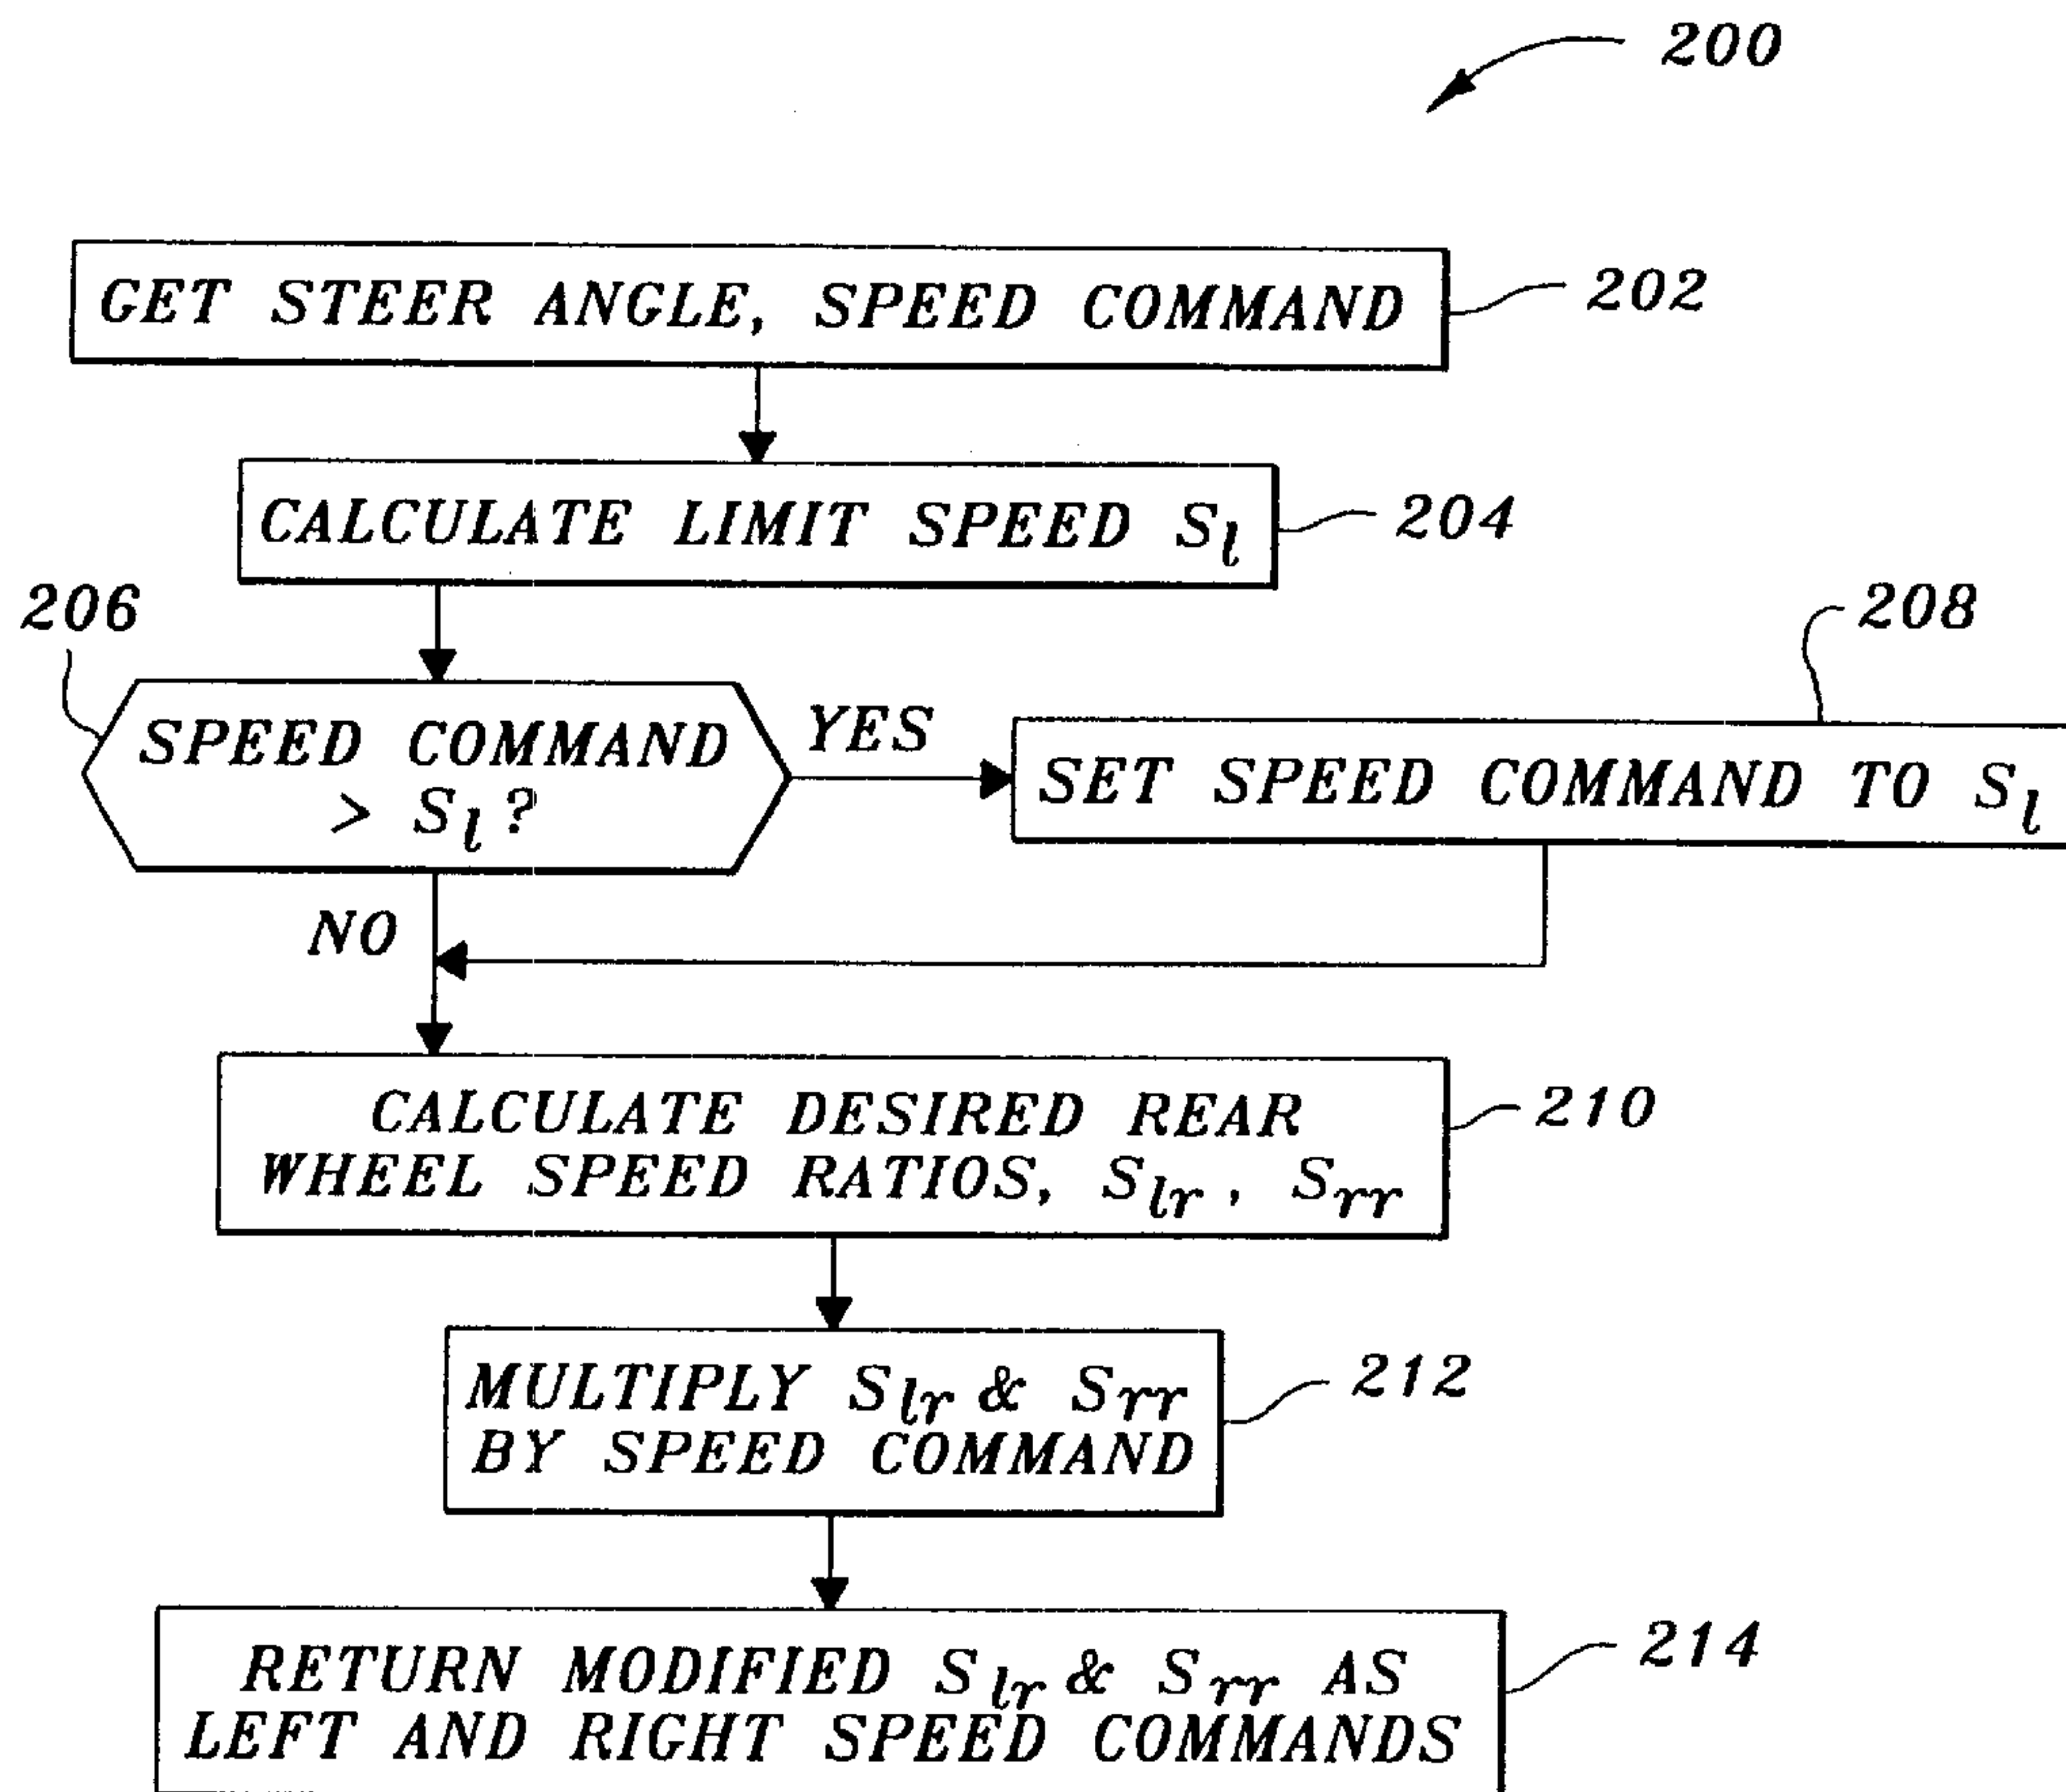 200
GET STEER ANGLE, SPEED COMMAND
202
CALCULATE LIMIT SPEED Sl
204
206
208
SPEED COMMAND
> Sl?
YES
SET SPEED COMMAND TO Sl
NO
CALCULATE DESIRED REAR
WHEEL SPEED RATIOS, Slr, Srr
210
MULTIPLY Slr & Srr
BY SPEED COMMAND
212
RETURN MODIFIED Slr & Srr AS
LEFT AND RIGHT SPEED COMMANDS
214